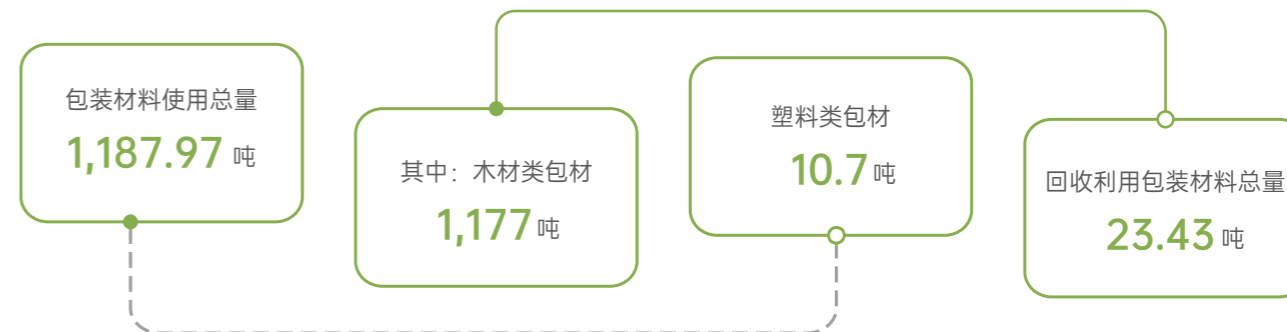 包装材料使用总量
1,187.97 吨
其中：木材类包材
1,177 吨
塑料类包材
10.7 吨
回收利用包装材料总量
23.43 吨